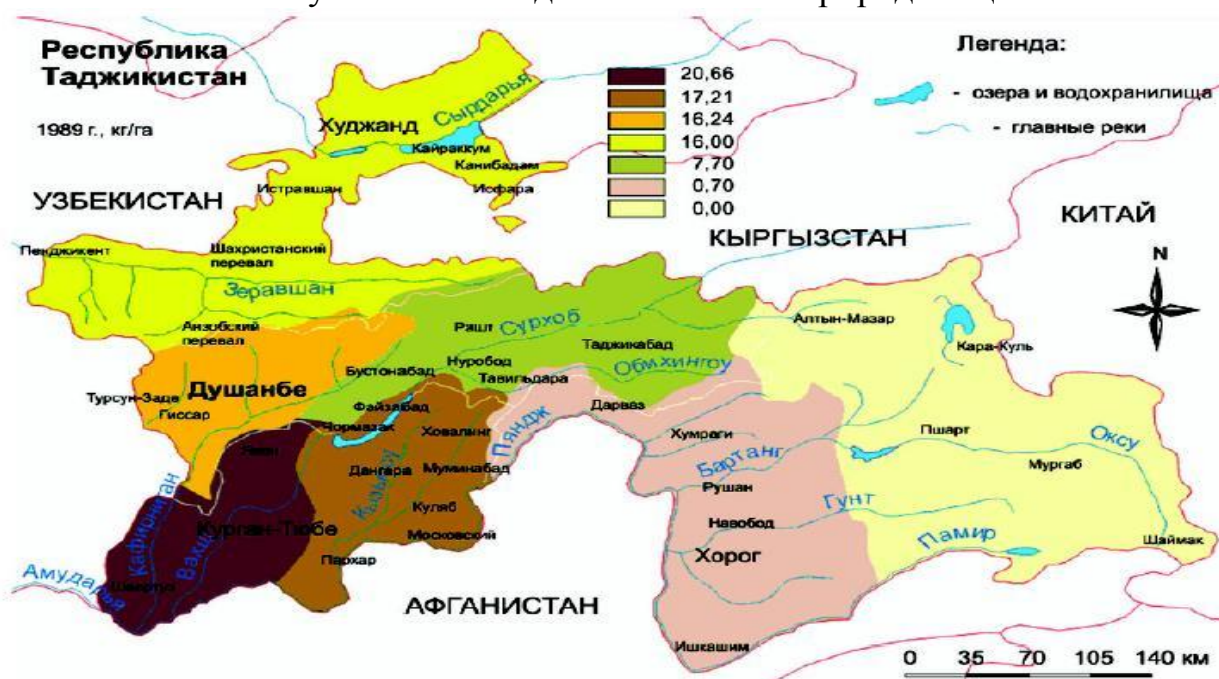 Республика
Таджикистан
1989 г., кг/га
20,66
17,21
16,24
16,00
7,70
0,70
0,00
Легенда:
- озера и водохранилища
- главные реки
УЗБЕКИСТАН
КЫРГЫЗСТАН
КИТАЙ
АФГАНИСТАН
N
Худжанд
Сырдарья
Кайраккум
Канибадам
Исфара
Истравшан
Пенджикент
Шахристанский
перевал
Зеравшан
Анзобский
перевал
Душанбе
Турсун-Заде
Гиссар
Бустонабад
Рашт
Сурхоб
Нуробод
Таджикабад
Обихингоу
Тавильдара
Файзабад
Чормазак
Ховалинг
Пяндж
Дарваз
Алтын-Мазар
Кара-Куль
Яван
Дангара
Муминабад
Кызылсу
Куляб
Московский
Пархар
Курган-Тюбе
Вахш
Шаартуз
Амударья
Хумраги
Бартанг
Рушан
Навобод
Гунт
Хорог
Ишкашим
Памир
Пшарт
Мургаб
Оксу
Шаймак
0 35 70 105 140 км